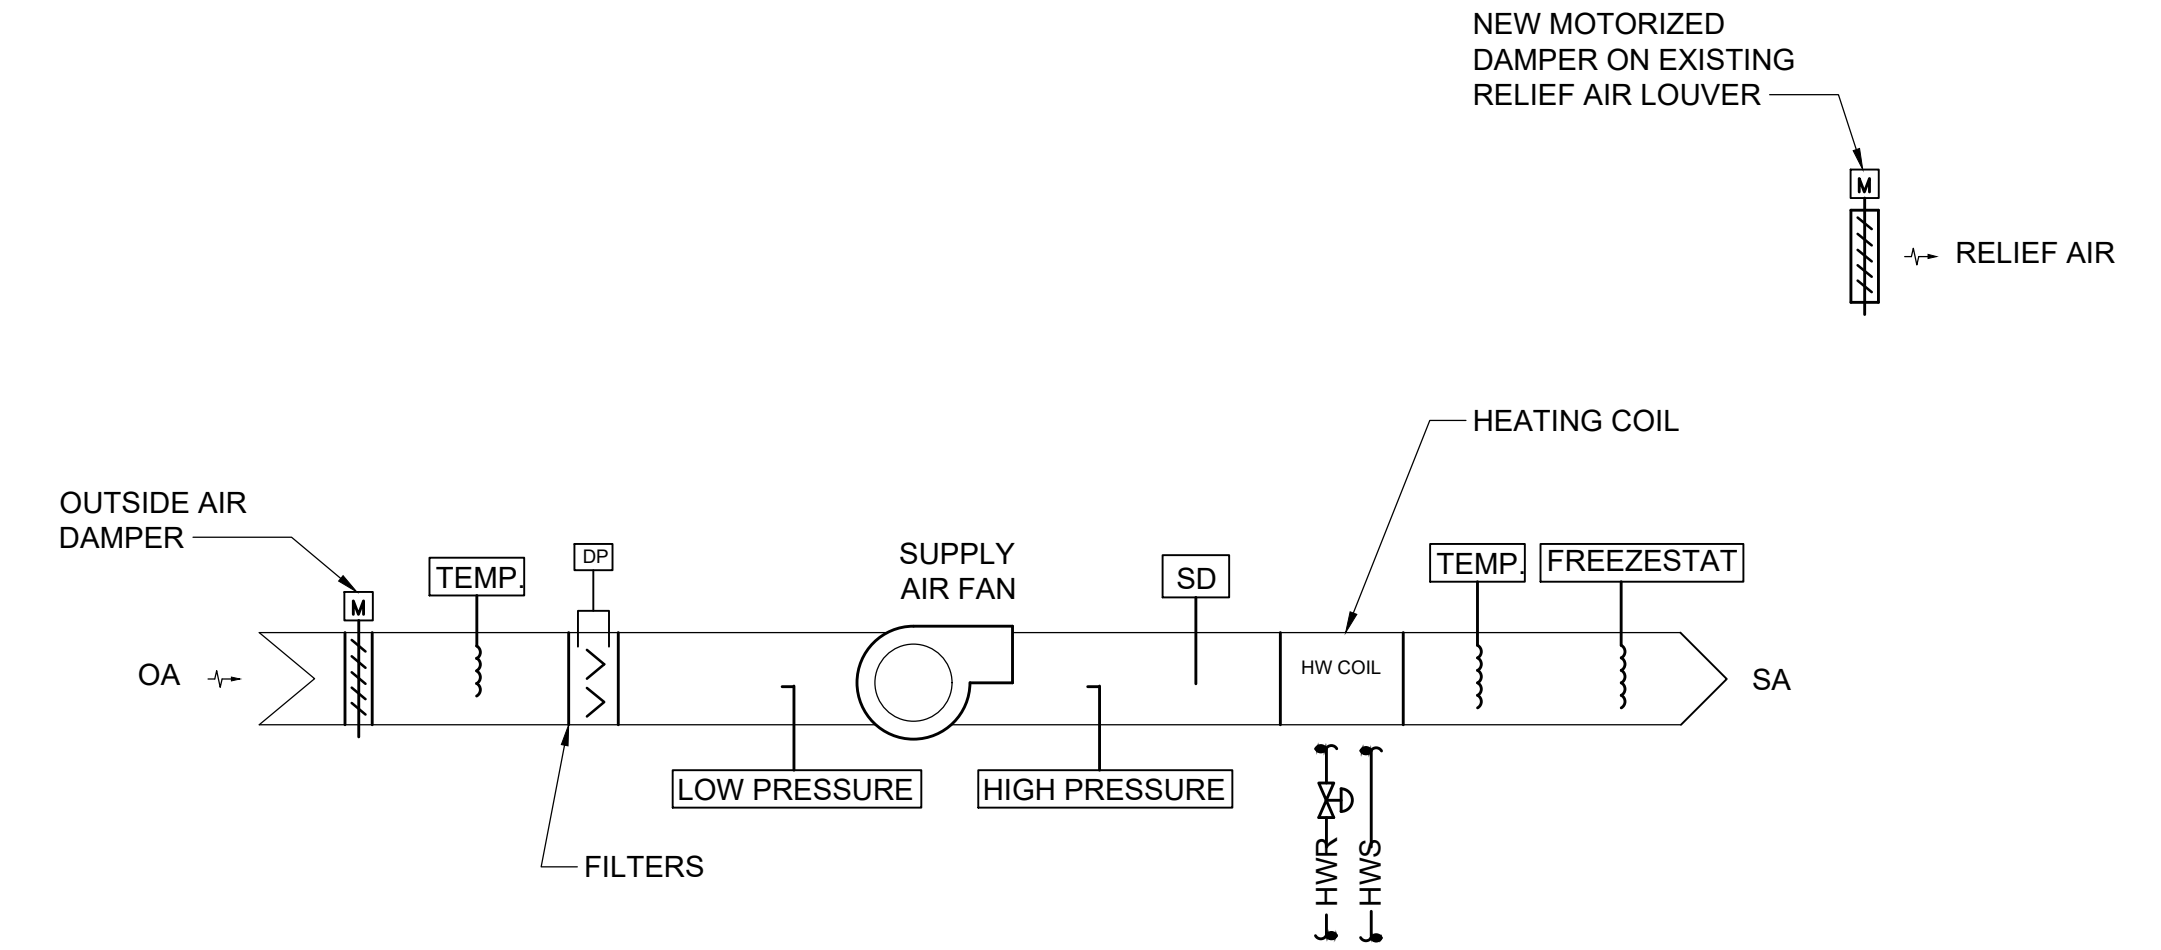 NEW MOTORIZED
DAMPER ON EXISTING
RELIEF AIR LOUVER
M
RELIEF AIR
HEATING COIL
OUTSIDE AIR
DAMPER
M
TEMP.
DP
SUPPLY
AIR FAN
SD
TEMP.
FREEZESTAT
OA
HW COIL
SA
LOW PRESSURE
HIGH PRESSURE
FILTERS
HWR
HWS